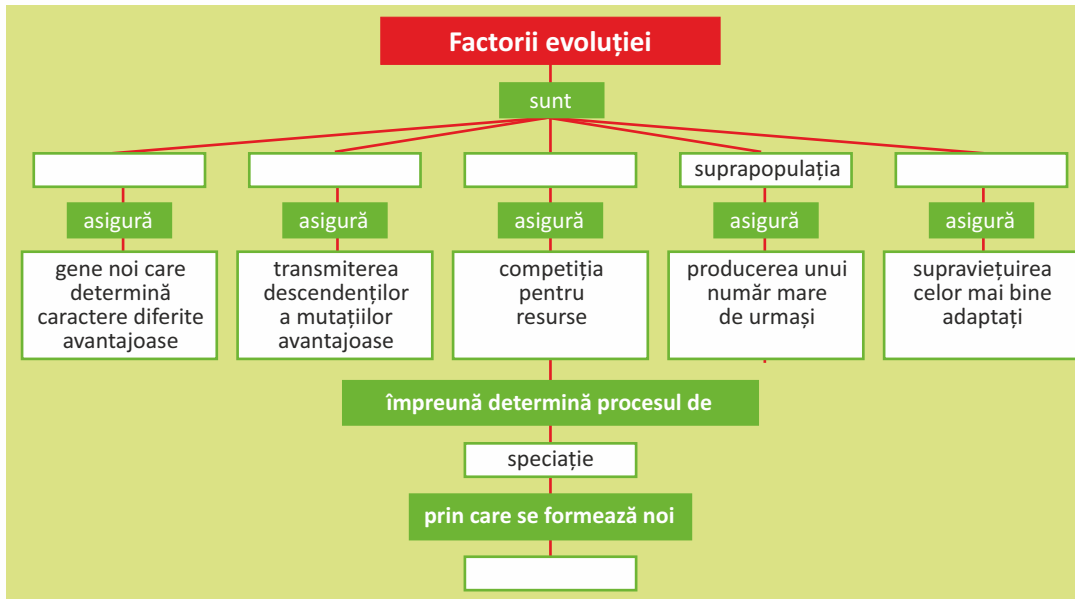 Factorii evoluției
sunt
suprapopulația
asigură
asigură
asigură
asigură
asigură
gene noi care
determină
caractere diferite
avantajoase
transmiterea
descendenților
a mutațiilor
avantajoase
competiția
pentru
resurse
producerea unui
număr mare
de urmași
supraviețuirea
celor mai bine
adaptați
împreună determină procesul de
speciație
prin care se formează noi